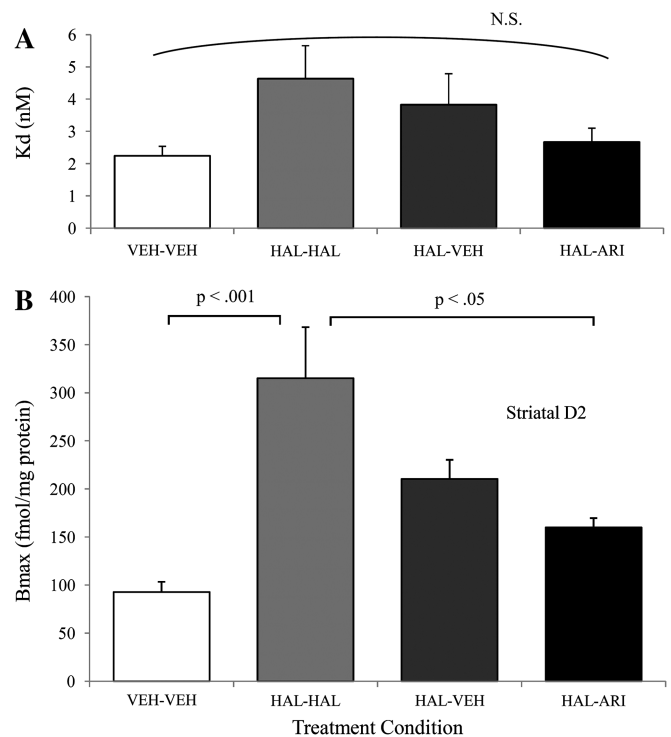 A
N.S.
Kd (nM)
6
5
4
3
2
1
0
VEH-VEH HAL-HAL HAL-VEH HAL-ARI
B
p < .001 p < .05
Striatal D2
Bmax (fmol/mg protein)
400
350
300
250
200
150
100
50
0
VEH-VEH HAL-HAL HAL-VEH HAL-ARI
Treatment Condition